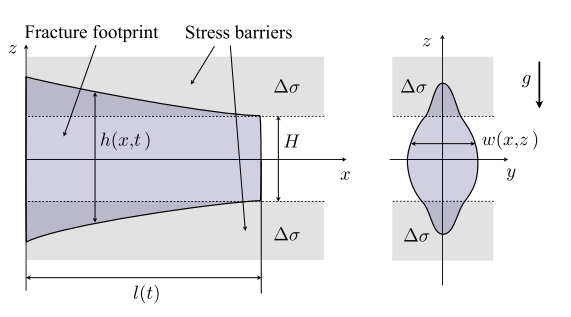 Fracture footprint
Stress barriers
z
Δσ
h(x,t)
H
x
Δσ
l(t)
z
g
Δσ
w(x,z)
y
Δσ